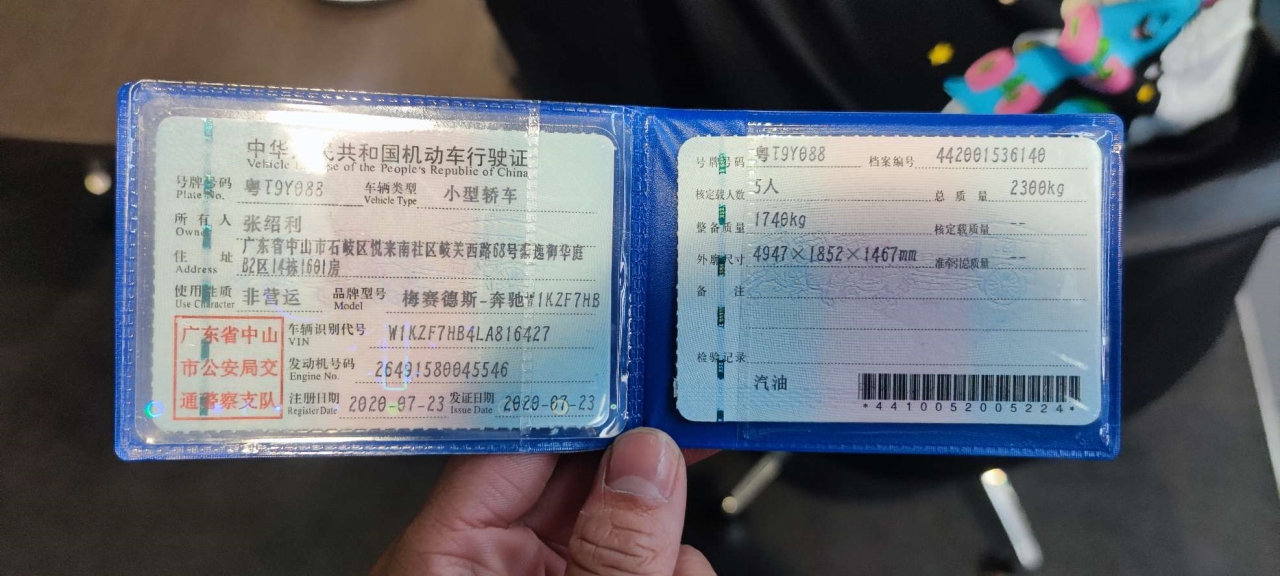 中华 共和国机动车行驶证
Vehicle of the People's Republic of China
号牌号码 粤T9Y088 车辆类型 小型轿车
Plate No. Vehicle Type
所有人 张绍利
Owner
住址 广东省中山市石岐区悦来南社区岐关西路68号 逸御华庭
Address B2区14栋1601房
使用性质 非营运 品牌型号 梅赛德斯-奔驰W1KZF7HB
Use Character Model
广东省中山 车辆识别代号 W1KZF7HB4LA816427
VIN
市公安局交 发动机号码 26491580045546
Engine No.
通警察支队 注册日期 2020-07-23 发证日期 2020-07-23
Register Date Issue Date
号牌号码 粤T9Y088 档案编号 442001536140
核定载人数 5人 总质量 2300kg
整备质量 1740kg 核定载质量 --
外廓尺寸 4947×1852×1467mm 准牵引总质量 --
备注
检验记录
汽油
*4410052005224*